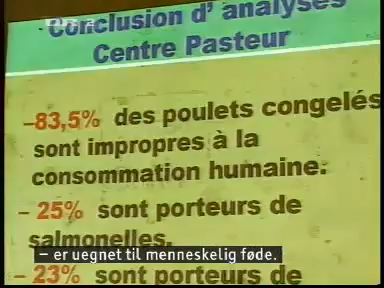 Conclusion d' analyses
Centre Pasteur
–83,5% des poulets congelés
sont impropres à la
consommation humaine.
- 25% sont porteurs de
salmonelles.
– er uegnet til menneskelig føde.
– 23% sont porteurs de